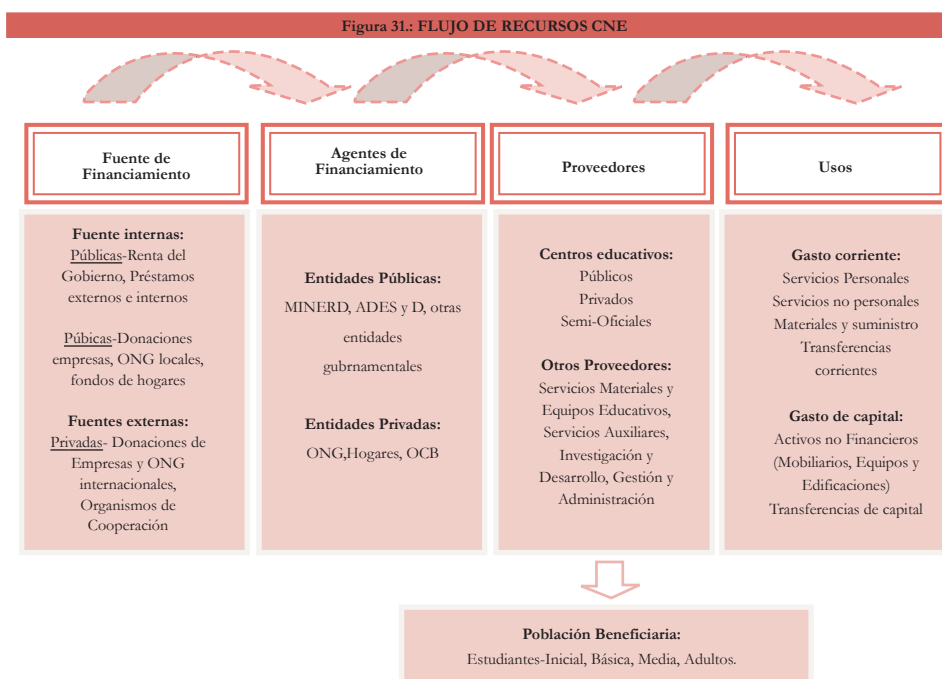 Figura 31.: FLUJO DE RECURSOS CNE
Fuente de
Financiamiento
Agentes de
Financiamiento
Proveedores
Usos
Fuente internas:
Públicas-Renta del
Gobierno, Préstamos
externos e internos
Púbicas-Donaciones
empresas, ONG locales,
fondos de hogares
Fuentes externas:
Privadas- Donaciones de
Empresas y ONG
internacionales,
Organismos de
Cooperación
Entidades Públicas:
MINERD, ADES y D, otras
entidades
gubrnamentales
Entidades Privadas:
ONG,Hogares, OCB
Centros educativos:
Públicos
Privados
Semi-Oficiales
Otros Proveedores:
Servicios Materiales y
Equipos Educativos,
Servicios Auxiliares,
Investigación y
Desarrollo, Gestión y
Administración
Gasto corriente:
Servicios Personales
Servicios no personales
Materiales y suministro
Transferencias
corrientes
Gasto de capital:
Activos no Financieros
(Mobiliarios, Equipos y
Edificaciones)
Transferencias de capital
Población Beneficiaria:
Estudiantes-Inicial, Básica, Media, Adultos.